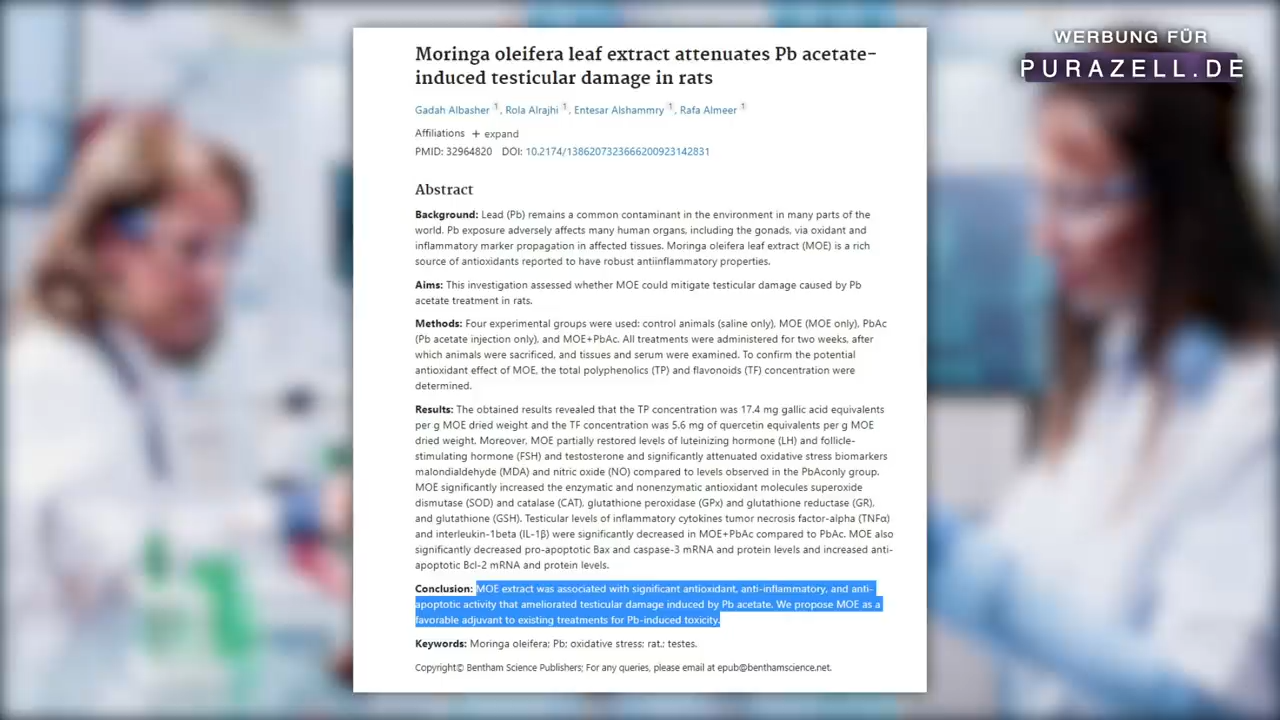 WERBUNG FÜR
PURAZELL.DE
Moringa oleifera leaf extract attenuates Pb acetate-
induced testicular damage in rats
Gadah Albasher 1, Rola Alrajhi 1, Entesar Alshammry 1, Rafa Almeer 1
Affiliations + expand
PMID: 32964820 DOI: 10.2174/1386207323666200923142831
Abstract
Background: Lead (Pb) remains a common contaminant in the environment in many parts of the
world. Pb exposure adversely affects many human organs, including the gonads, via oxidant and
inflammatory marker propagation in affected tissues. Moringa oleifera leaf extract (MOE) is a rich
source of antioxidants reported to have robust antiinflammatory properties.
Aims: This investigation assessed whether MOE could mitigate testicular damage caused by Pb
acetate treatment in rats.
Methods: Four experimental groups were used: control animals (saline only), MOE (MOE only), PbAc
(Pb acetate injection only), and MOE+PbAc. All treatments were administered for two weeks, after
which animals were sacrificed, and tissues and serum were examined. To confirm the potential
antioxidant effect of MOE, the total polyphenolics (TP) and flavonoids (TF) concentration were
determined.
Results: The obtained results revealed that the TP concentration was 17.4 mg gallic acid equivalents
per g MOE dried weight and the TF concentration was 5.6 mg of quercetin equivalents per g MOE
dried weight. Moreover, MOE partially restored levels of luteinizing hormone (LH) and follicle-
stimulating hormone (FSH) and testosterone and significantly attenuated oxidative stress biomarkers
malondialdehyde (MDA) and nitric oxide (NO) compared to levels observed in the PbAconly group.
MOE significantly increased the enzymatic and nonenzymatic antioxidant molecules superoxide
dismutase (SOD) and catalase (CAT), glutathione peroxidase (GPx) and glutathione reductase (GR),
and glutathione (GSH). Testicular levels of inflammatory cytokines tumor necrosis factor-alpha (TNFα)
and interleukin-1beta (IL-1β) were significantly decreased in MOE+PbAc compared to PbAc. MOE also
significantly decreased pro-apoptotic Bax and caspase-3 mRNA and protein levels and increased anti-
apoptotic Bcl-2 mRNA and protein levels.
Conclusion: MOE extract was associated with significant antioxidant, anti-inflammatory, and anti-
apoptotic activity that ameliorated testicular damage induced by Pb acetate. We propose MOE as a
favorable adjuvant to existing treatments for Pb-induced toxicity.
Keywords: Moringa oleifera; Pb; oxidative stress; rat.; testes.
Copyright© Bentham Science Publishers; For any queries, please email at epub@benthamscience.net.